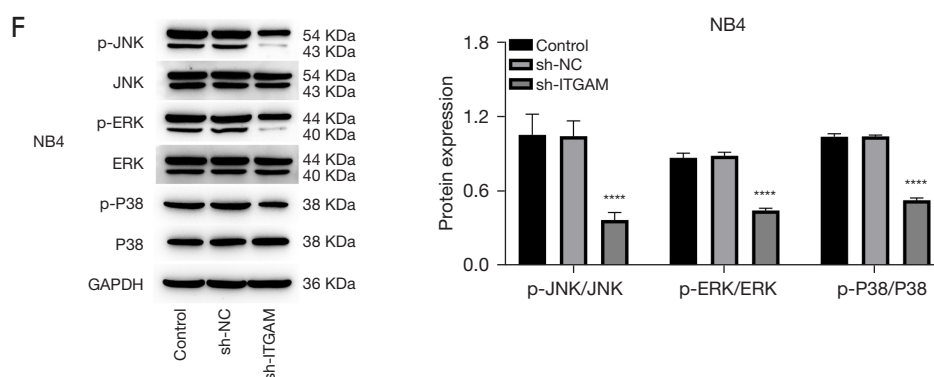 F
NB4
p-JNK
54 KDa
43 KDa
JNK
54 KDa
43 KDa
p-ERK
44 KDa
40 KDa
ERK
44 KDa
40 KDa
p-P38
38 KDa
P38
38 KDa
GAPDH
36 KDa
Control
sh-NC
sh-ITGAM
NB4
Control
sh-NC
sh-ITGAM
Protein expression
1.8
1.2
0.6
0.0
****
****
****
p-JNK/JNK
p-ERK/ERK
p-P38/P38